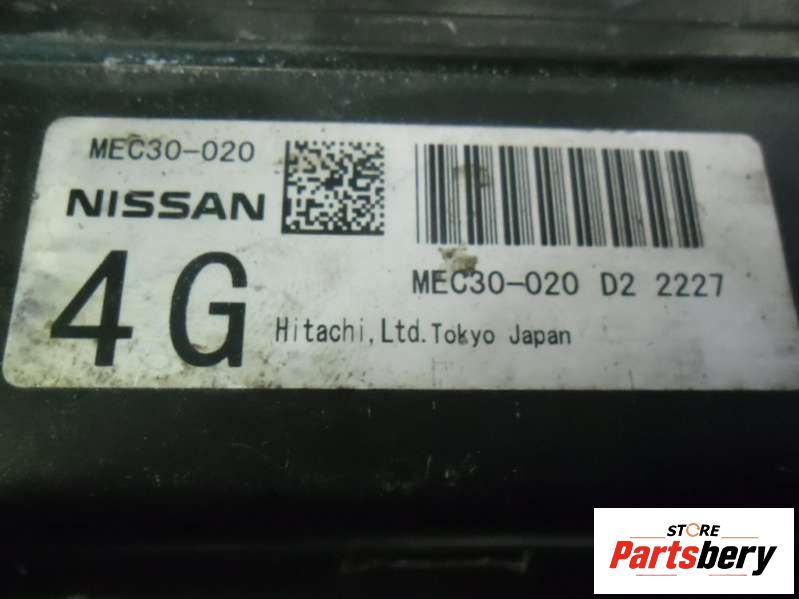 MEC30-020
NISSAN
4G
MEC30-020 D2 2227
Hitachi,Ltd.Tokyo Japan
STORE
Partsbery